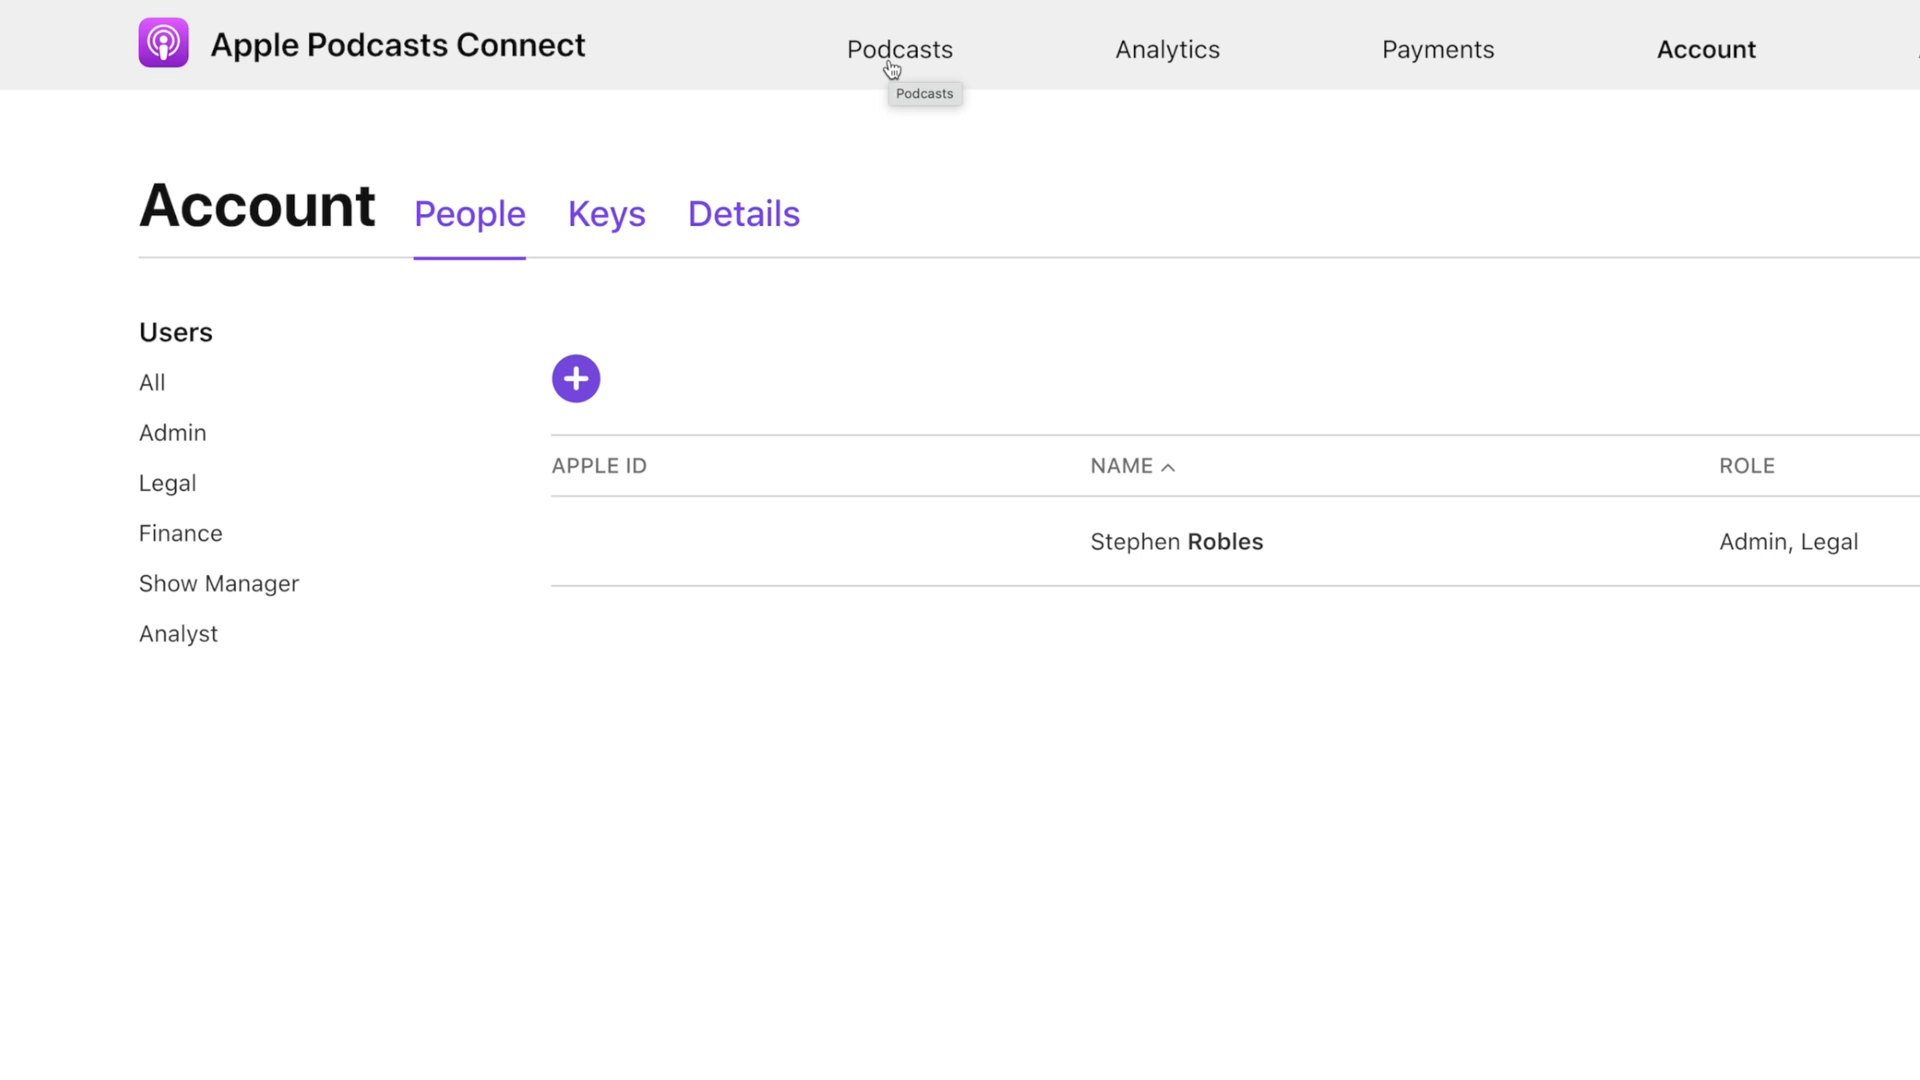 Apple Podcasts Connect
Podcasts
Analytics
Payments
Account
Podcasts
Account
People
Keys
Details
Users
All
Admin
Legal
Finance
Show Manager
Analyst
APPLE ID
NAME
ROLE
Stephen Robles
Admin, Legal